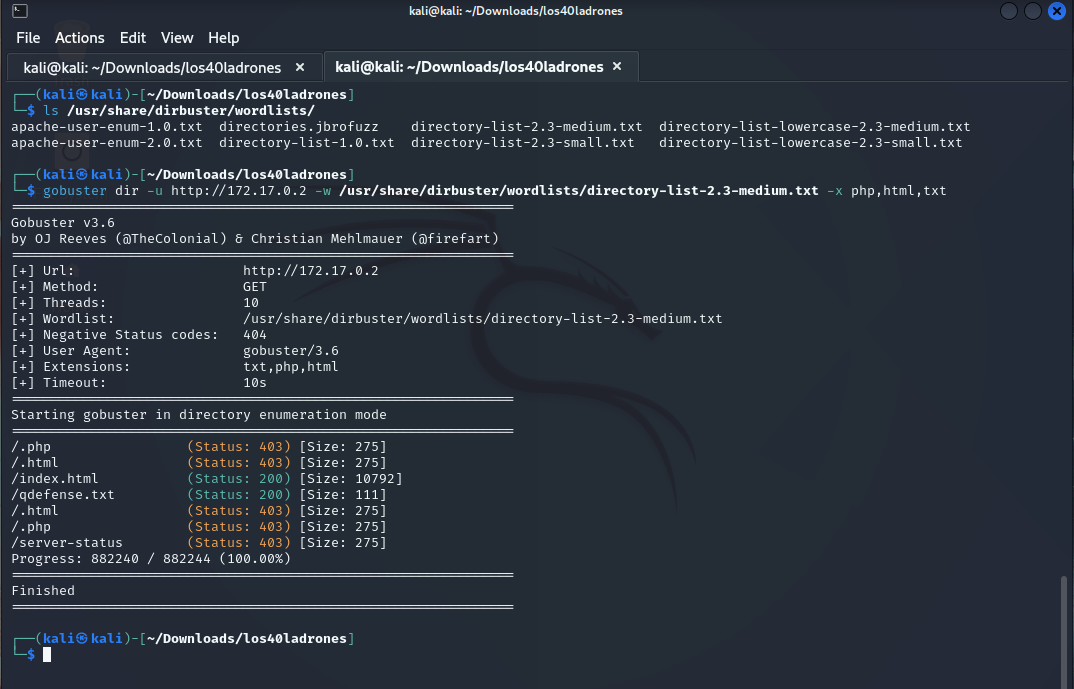 kali@kali: ~/Downloads/los40ladrones
File Actions Edit View Help
kali@kali: ~/Downloads/los40ladrones × kali@kali: ~/Downloads/los40ladrones ×
┌──(kali㉿kali)-[~/Downloads/los40ladrones]
└─$ ls /usr/share/dirbuster/wordlists/
apache-user-enum-1.0.txt directories.jbrofuzz directory-list-2.3-medium.txt directory-list-lowercase-2.3-medium.txt
apache-user-enum-2.0.txt directory-list-1.0.txt directory-list-2.3-small.txt directory-list-lowercase-2.3-small.txt
┌──(kali㉿kali)-[~/Downloads/los40ladrones]
└─$ gobuster dir -u http://172.17.0.2 -w /usr/share/dirbuster/wordlists/directory-list-2.3-medium.txt -x php,html,txt
===============================================================
Gobuster v3.6
by OJ Reeves (@TheColonial) & Christian Mehlmauer (@firefart)
===============================================================
[+] Url: http://172.17.0.2
[+] Method: GET
[+] Threads: 10
[+] Wordlist: /usr/share/dirbuster/wordlists/directory-list-2.3-medium.txt
[+] Negative Status codes: 404
[+] User Agent: gobuster/3.6
[+] Extensions: txt,php,html
[+] Timeout: 10s
===============================================================
Starting gobuster in directory enumeration mode
===============================================================
/.php (Status: 403) [Size: 275]
/.html (Status: 403) [Size: 275]
/index.html (Status: 200) [Size: 10792]
/qdefense.txt (Status: 200) [Size: 111]
/.html (Status: 403) [Size: 275]
/.php (Status: 403) [Size: 275]
/server-status (Status: 403) [Size: 275]
Progress: 882240 / 882244 (100.00%)
===============================================================
Finished
===============================================================
┌──(kali㉿kali)-[~/Downloads/los40ladrones]
└─$